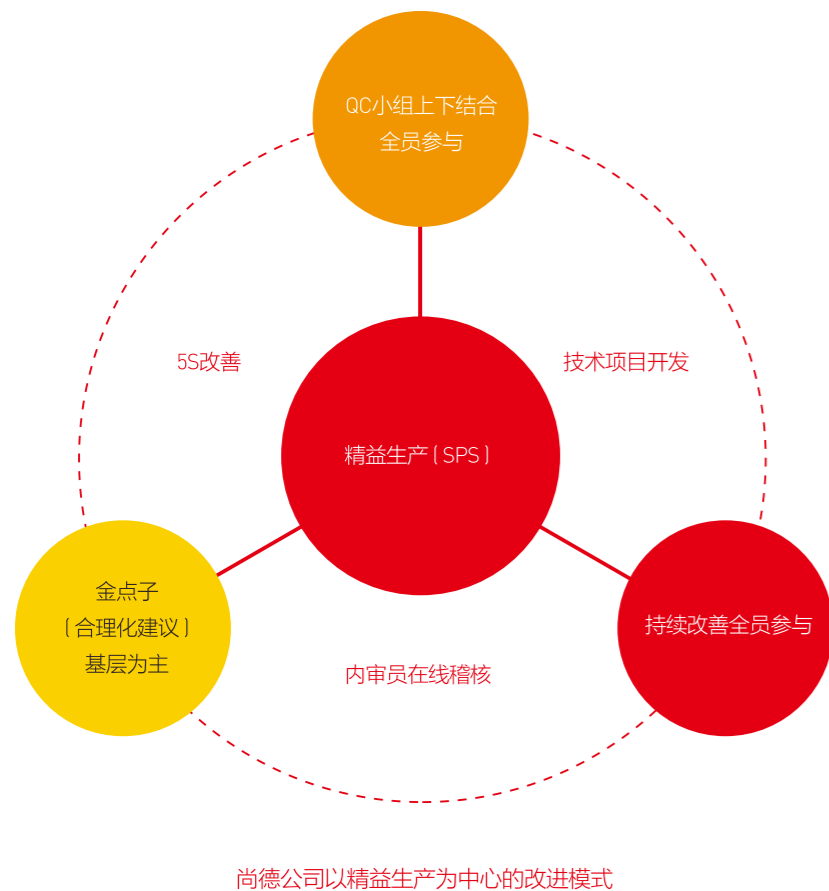 QC小组上下结合
全员参与
5S改善
技术项目开发
精益生产（SPS）
金点子
（合理化建议）
基层为主
持续改善全员参与
内审员在线稽核
尚德公司以精益生产为中心的改进模式